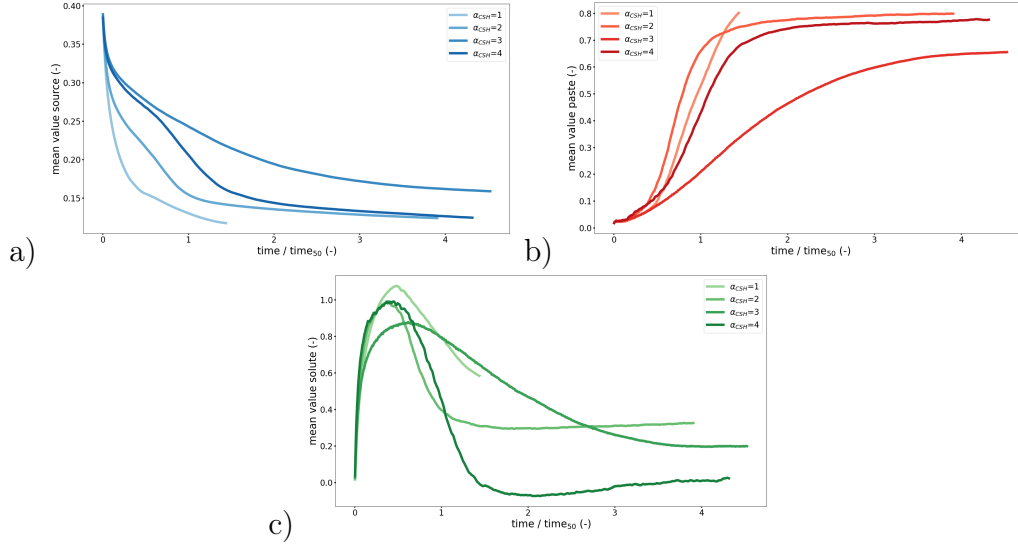 0.40
0.35
0.30
0.25
0.20
0.15
mean value source (-)
0 1 2 3 4
time / time50 (-)
α_CSH=1
α_CSH=2
α_CSH=3
α_CSH=4
a)
0.8
0.7
0.6
0.5
0.4
0.3
0.2
0.1
0.0
mean value paste (-)
0 1 2 3 4
time / time50 (-)
α_CSH=1
α_CSH=2
α_CSH=3
α_CSH=4
b)
1.0
0.8
0.6
0.4
0.2
0.0
mean value solute (-)
0 1 2 3 4
time / time50 (-)
α_CSH=1
α_CSH=2
α_CSH=3
α_CSH=4
c)